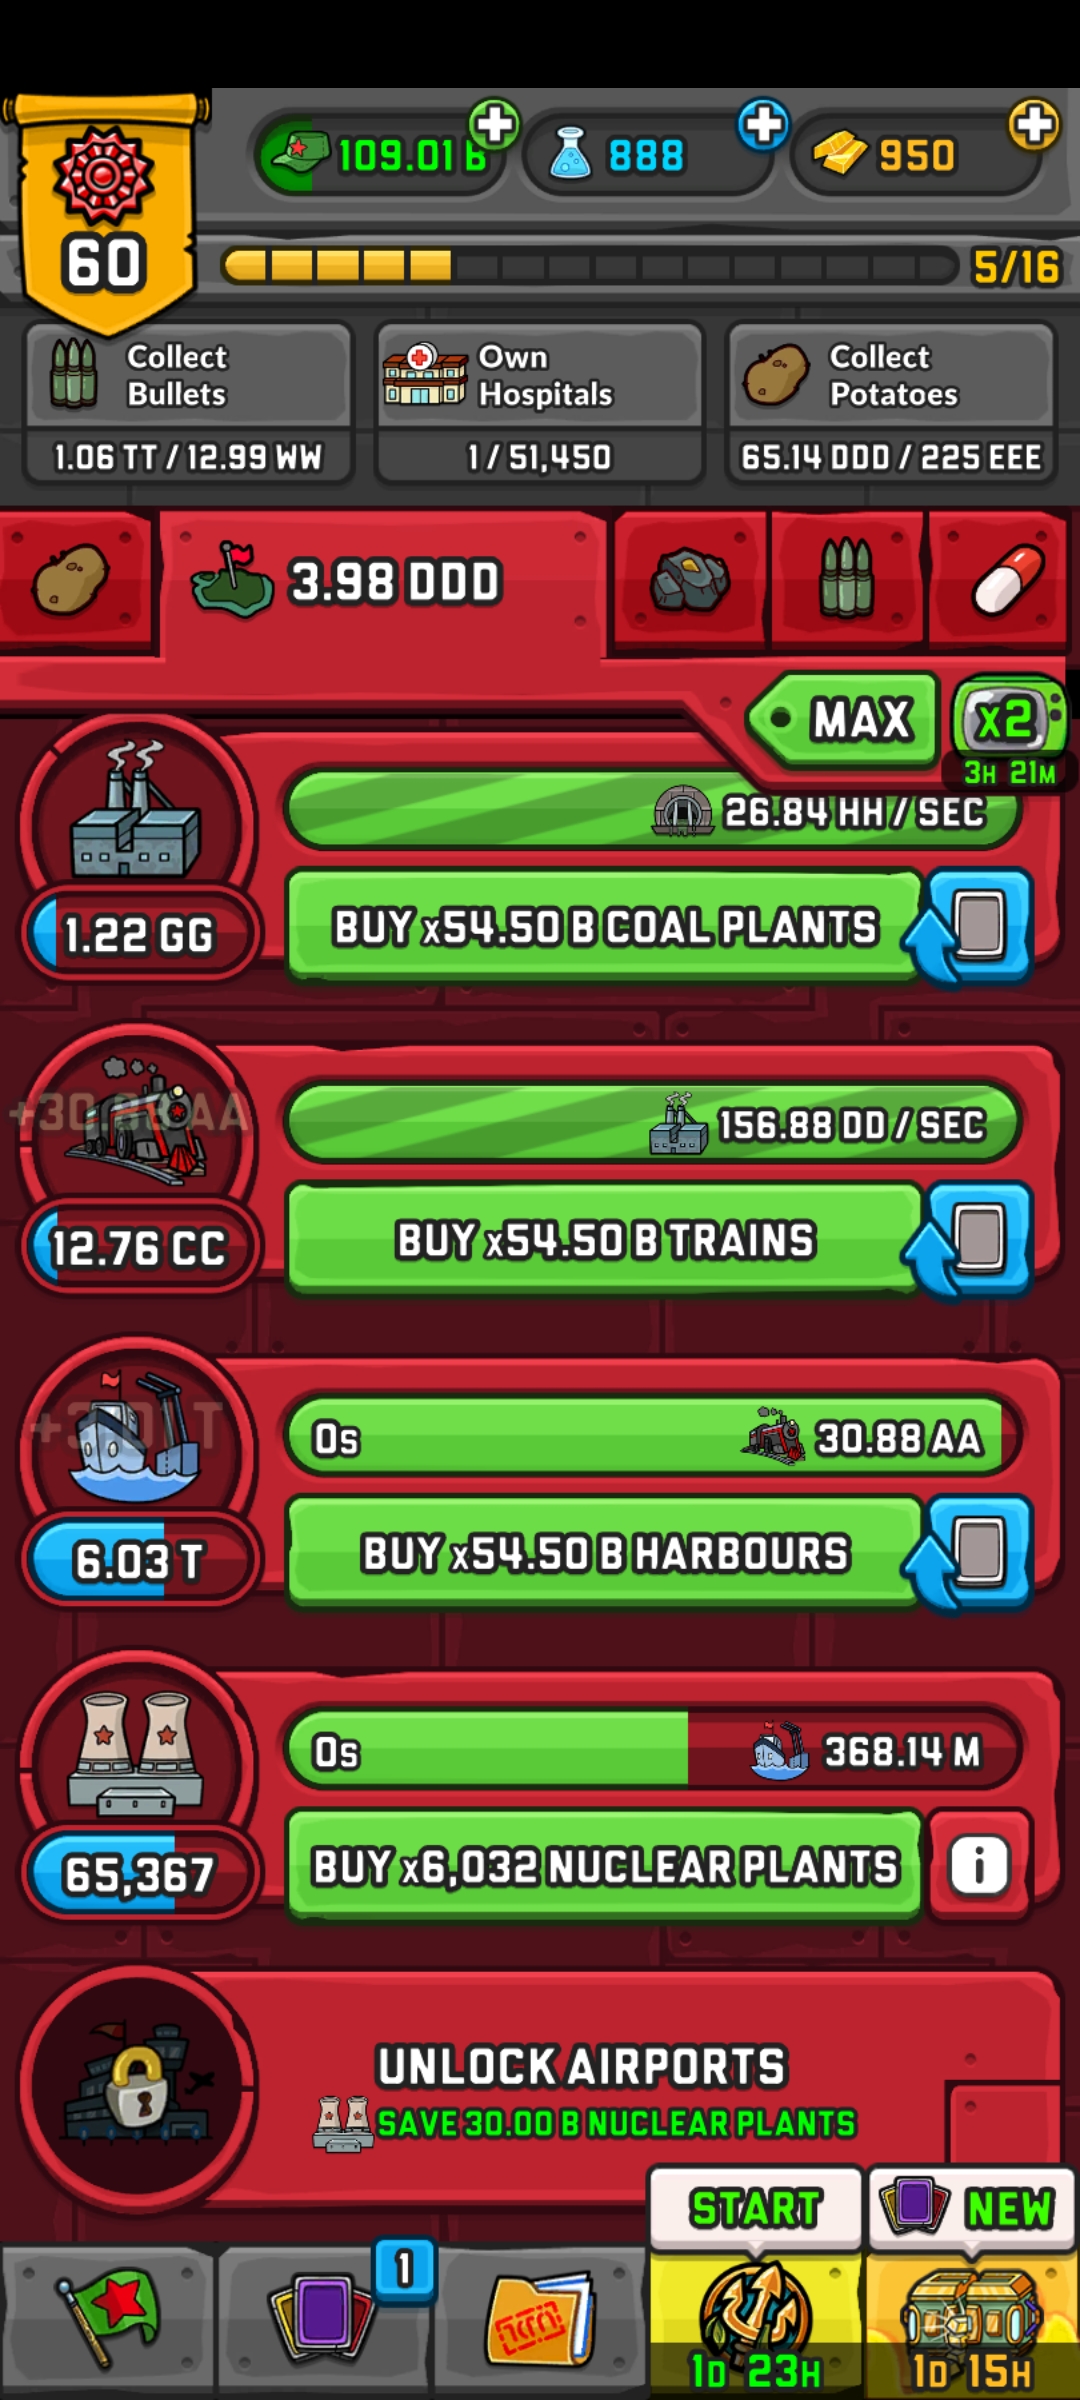 109.01 B
888
950
60
5/16
Collect
Bullets
1.06 TT / 12.99 WW
Own
Hospitals
1 / 51,450
Collect
Potatoes
65.14 DDD / 225 EEE
3.98 DDD
MAX
x2
3H 21M
26.84 HH / SEC
1.22 GG
BUY x54.50 B COAL PLANTS
+30.88 AA
156.88 DD / SEC
12.76 CC
BUY x54.50 B TRAINS
+3.01 T
0s
30.88 AA
6.03 T
BUY x54.50 B HARBOURS
0s
368.14 M
65,367
BUY x6,032 NUCLEAR PLANTS
i
UNLOCK AIRPORTS
SAVE 30.00 B NUCLEAR PLANTS
START
NEW
1
1D 23H
1D 15H